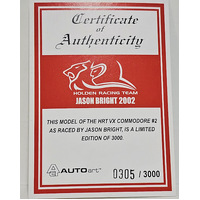 Certificate
of
Authenticity
HOLDEN RACING TEAM
JASON BRIGHT 2002
THIS MODEL OF THE HRT VX COMMODORE #2
AS RACED BY JASON BRIGHT, IS A LIMITED
EDITION OF 3000.
AUTOart 0305 / 3000